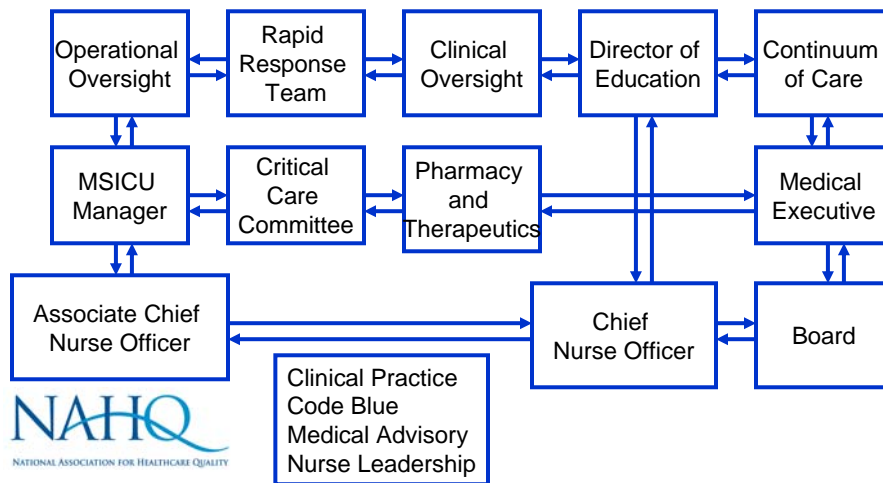 Operational
Oversight
Rapid
Response
Team
Clinical
Oversight
Director of
Education
Continuum
of Care
MSICU
Manager
Critical
Care
Committee
Pharmacy
and
Therapeutics
Medical
Executive
Associate Chief
Nurse Officer
Chief
Nurse Officer
Board
Clinical Practice
Code Blue
Medical Advisory
Nurse Leadership
NAHQ
NATIONAL ASSOCIATION FOR HEALTHCARE QUALITY